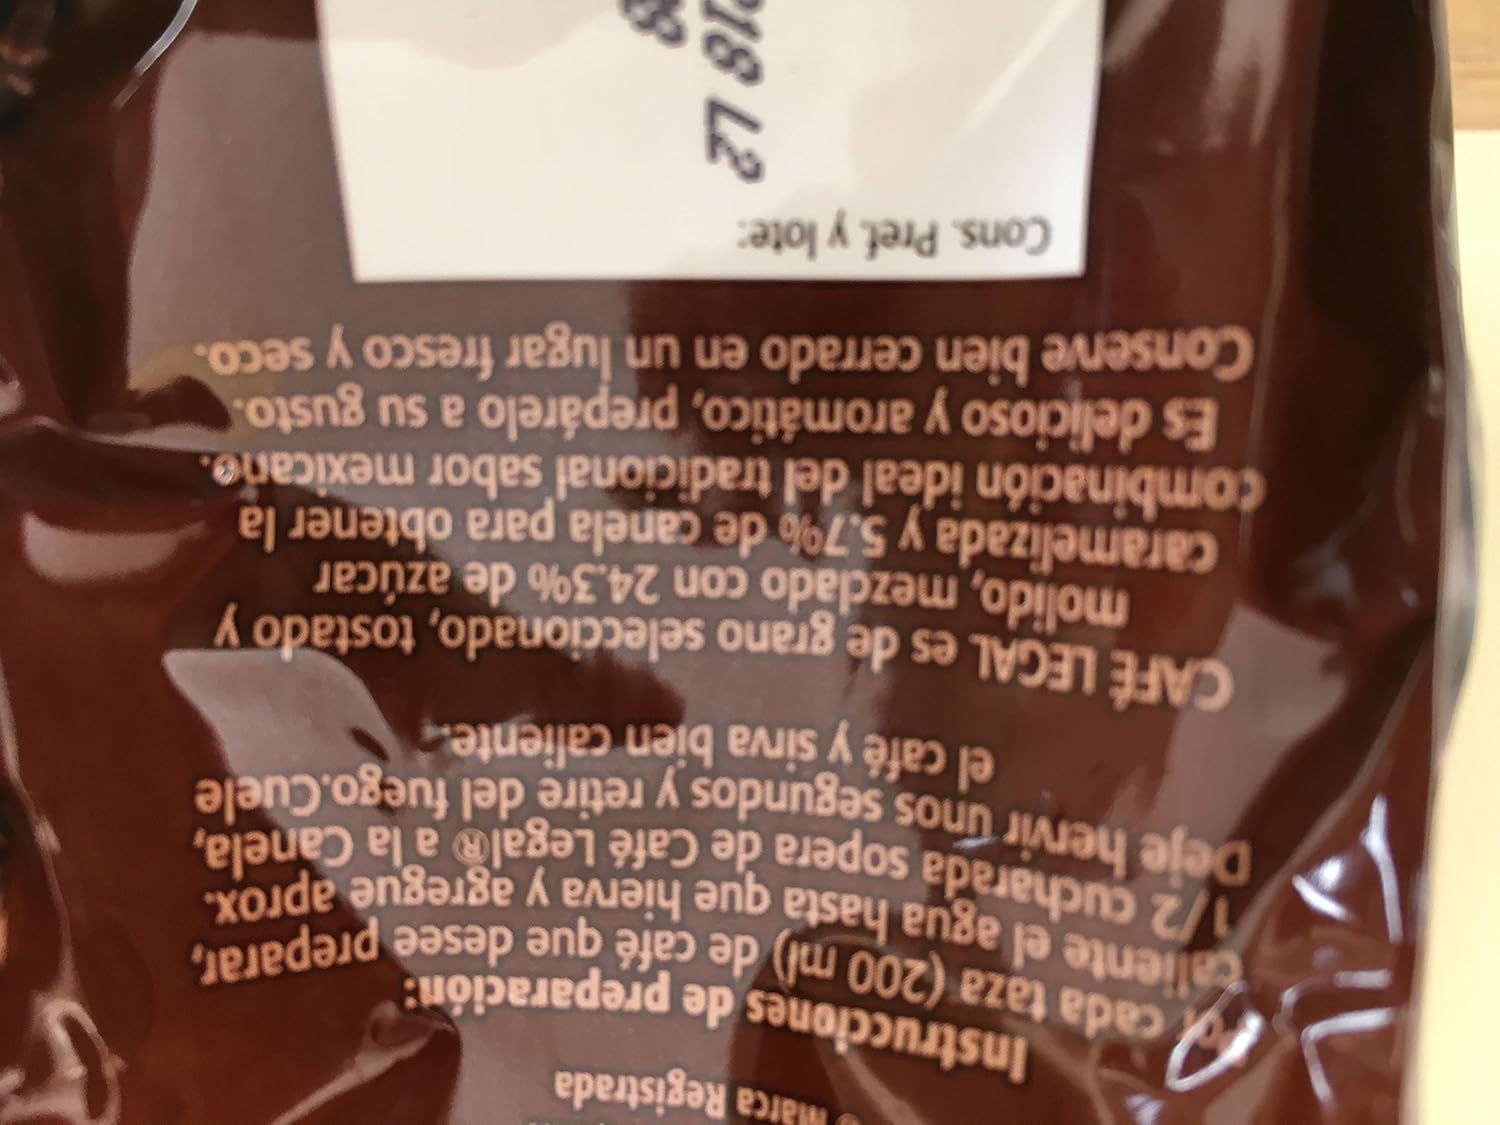 ® Marca Registrada
Instrucciones de preparación:
Por cada taza (200 ml) de café que desee preparar,
caliente el agua hasta que hierva y agregue aprox.
1/2 cucharada sopera de Café Legal® a la Canela,
Deje hervir unos segundos y retire del fuego.Cuele
el café y sirva bien caliente.
CAFÉ LEGAL es de grano seleccionado, tostado y
molido, mezclado con 24.3% de azúcar
caramelizada y 5.7% de canela para obtener la
combinación ideal del tradicional sabor mexicano.
Es delicioso y aromático, prepárelo a su gusto.
Conserve bien cerrado en un lugar fresco y seco.
Cons. Pref. y lote:
L2